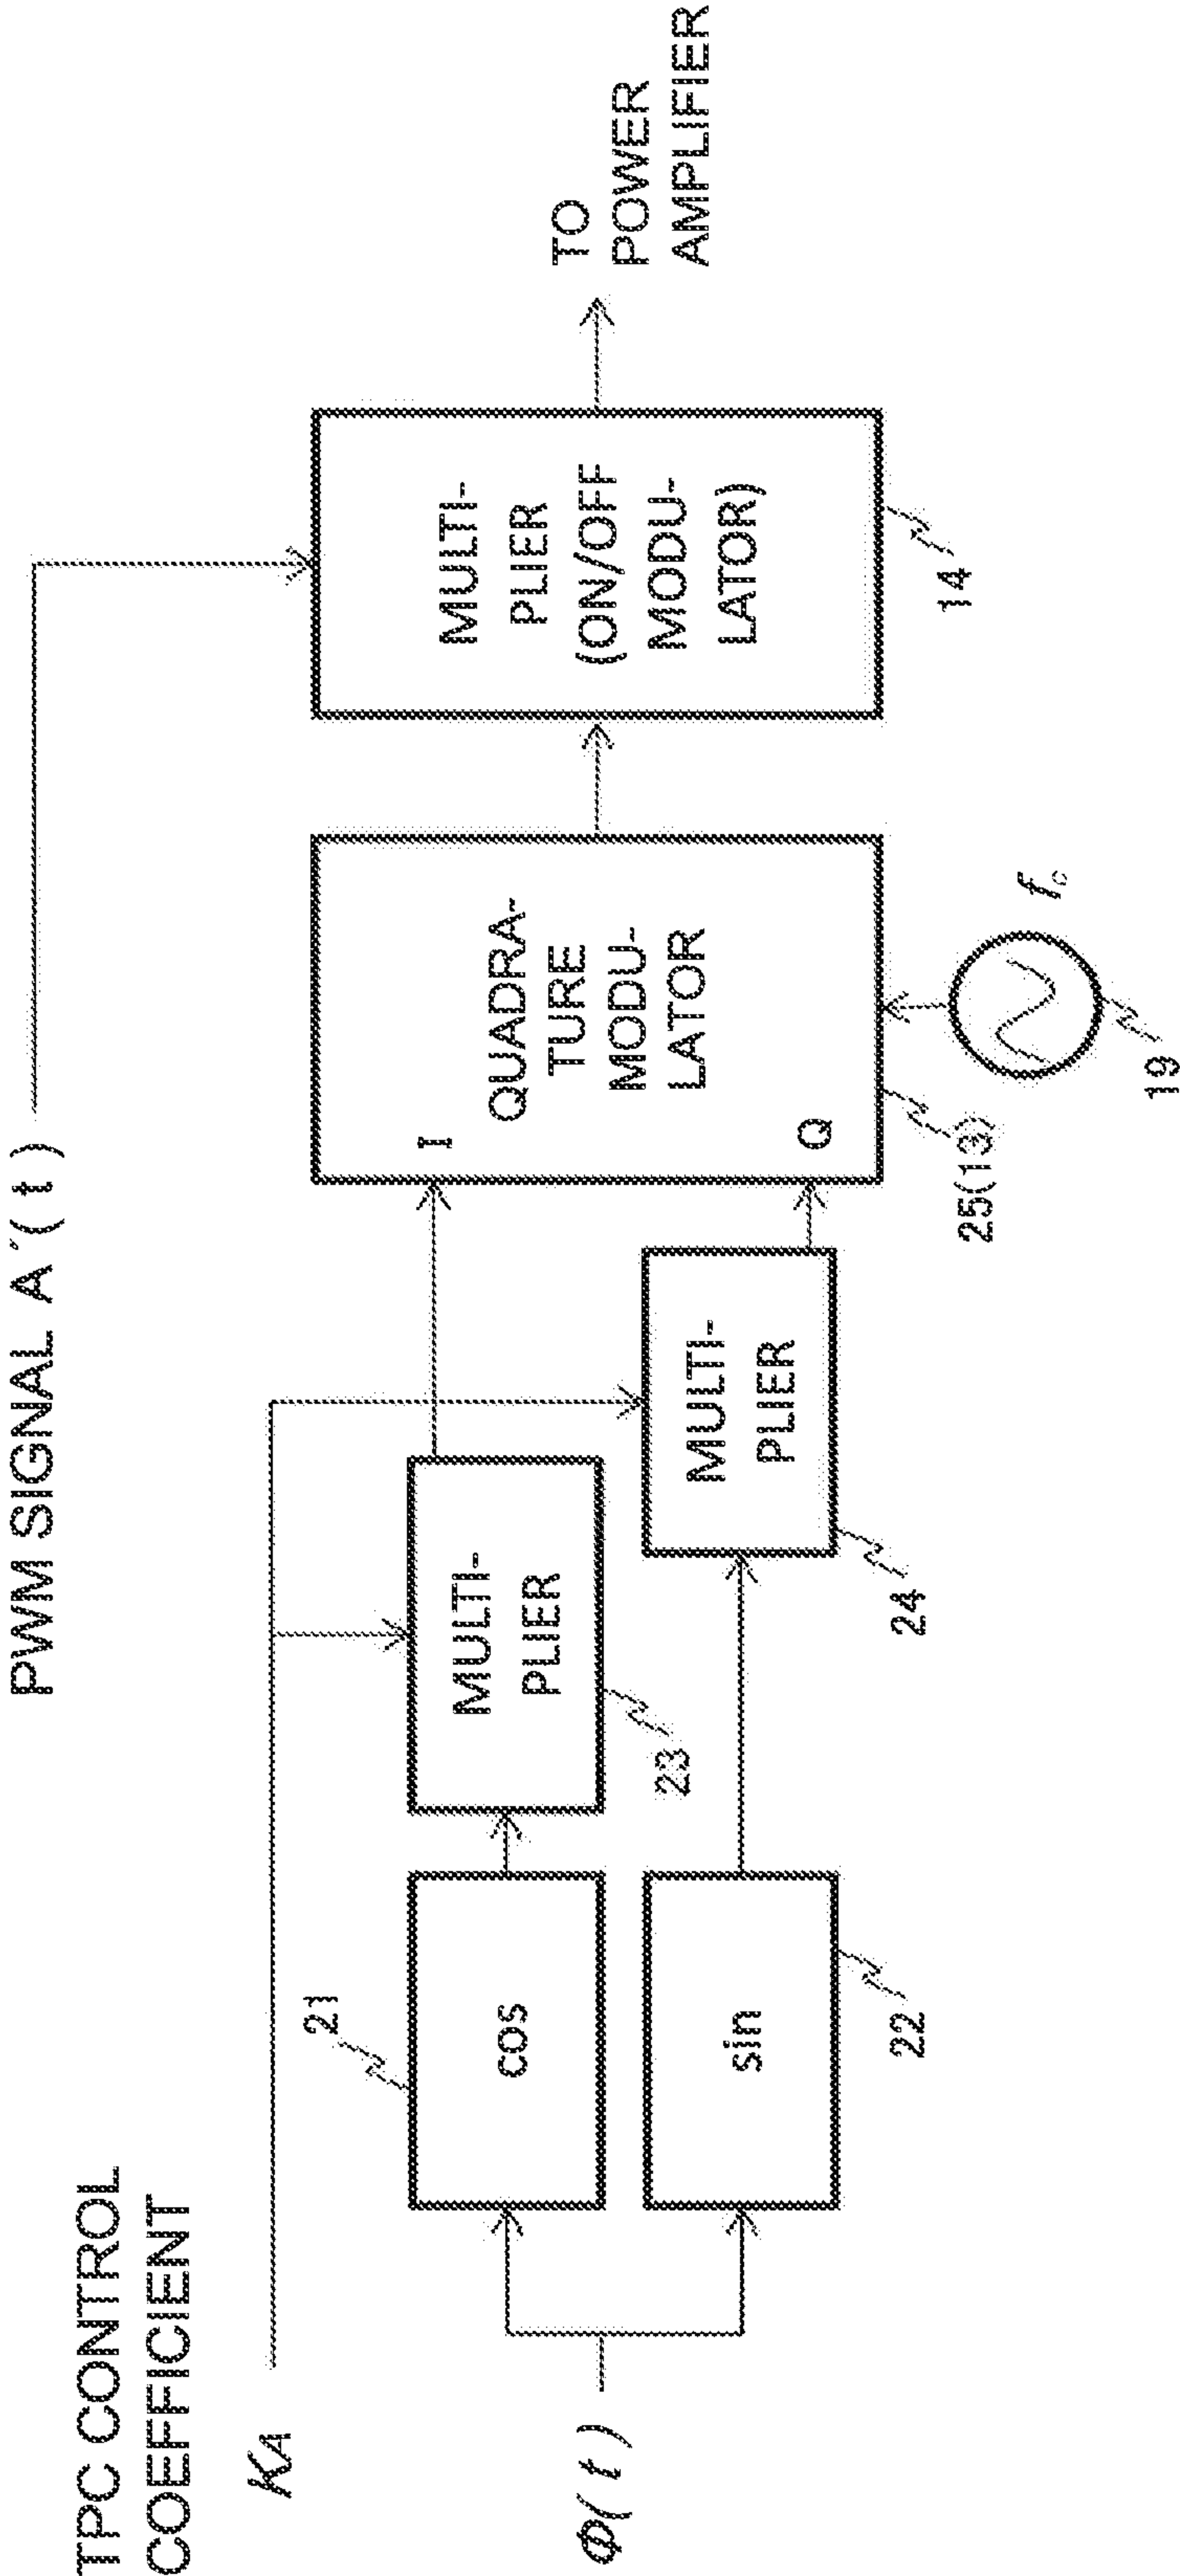 PWM SIGNAL A´( t )
TPC CONTROL
COEFFICIENT
KA
Φ( t )
21
cos
MULTI-
PLIER
23
sin
22
MULTI-
PLIER
24
I
QUADRA-
TURE
MODU-
LATOR
Q
25(13)
fc
19
MULTI-
PLIER
(ON/OFF
MODU-
LATOR)
14
TO
POWER
AMPLIFIER